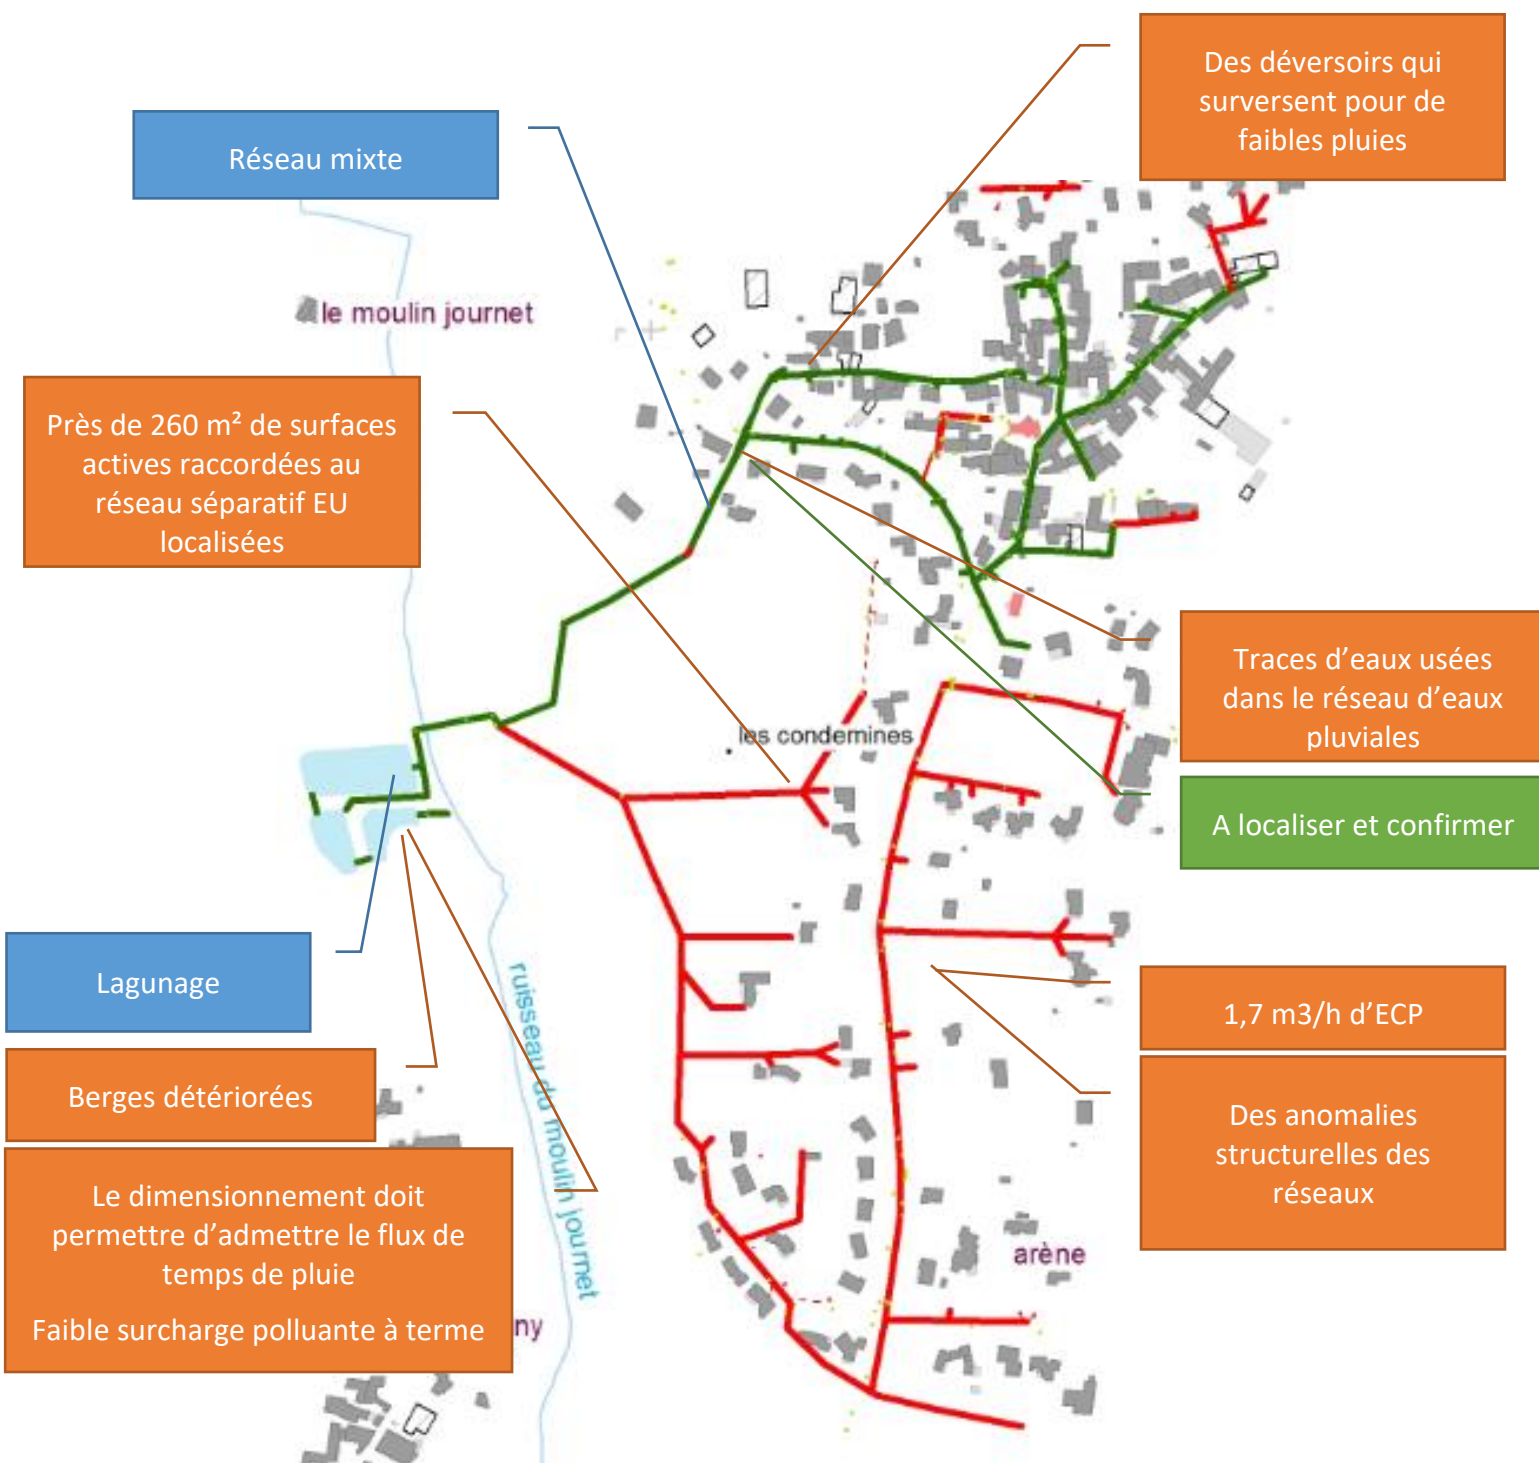 Des déversoirs qui
surversent pour de
faibles pluies
Réseau mixte
le moulin journet
Près de 260 m² de surfaces
actives raccordées au
réseau séparatif EU
localisées
Traces d'eaux usées
dans le réseau d'eaux
pluviales
les condemines
A localiser et confirmer
Lagunage
ruisseau du moulin journet
1,7 m3/h d'ECP
Berges détériorées
Des anomalies
structurelles des
réseaux
Le dimensionnement doit
permettre d'admettre le flux de
temps de pluie
Faible surcharge polluante à terme
arène
ny